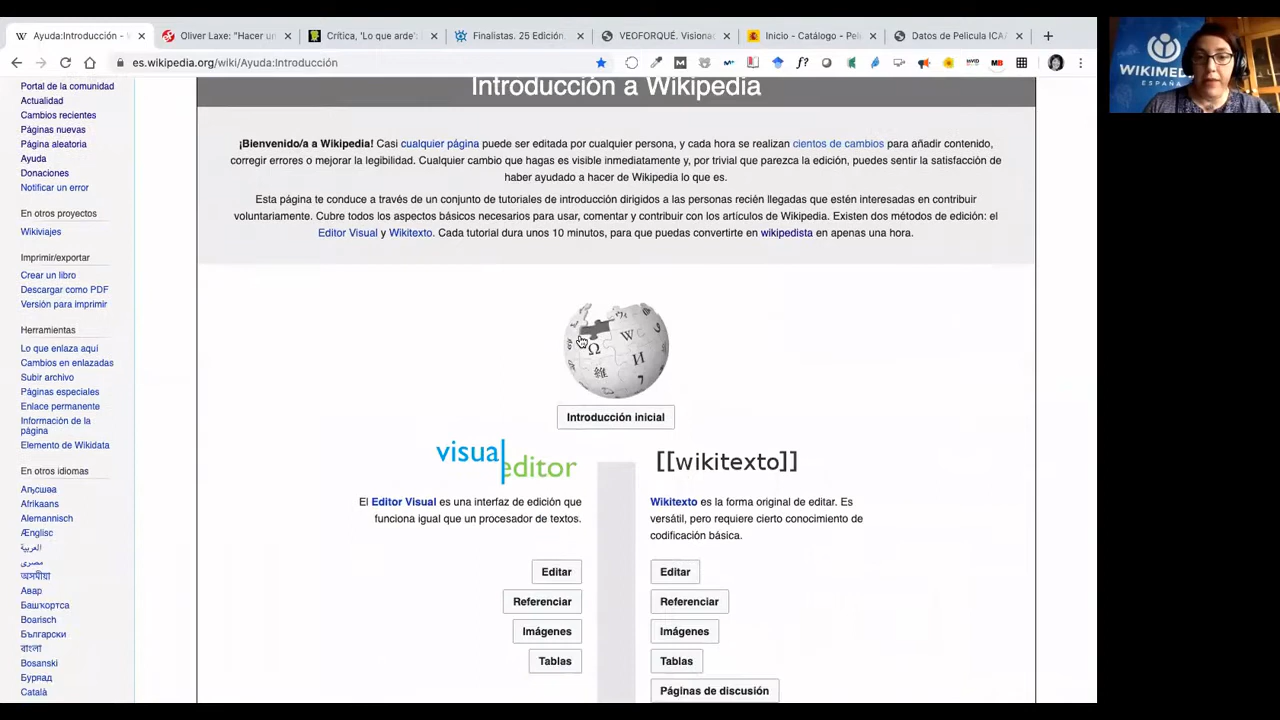 Ayuda:Introducción - W
Oliver Laxe: "Hacer un
Crítica, 'Lo que arde':
Finalistas. 25 Edición,
VEOFORQUÉ. Visionad
Inicio - Catálogo - Pelí
Datos de Película ICA
es.wikipedia.org/wiki/Ayuda:Introducción
Portal de la comunidad
Actualidad
Cambios recientes
Páginas nuevas
Página aleatoria
Ayuda
Donaciones
Notificar un error
En otros proyectos
Wikiviajes
Imprimir/exportar
Crear un libro
Descargar como PDF
Versión para imprimir
Herramientas
Lo que enlaza aquí
Cambios en enlazadas
Subir archivo
Páginas especiales
Enlace permanente
Información de la
página
Elemento de Wikidata
En otros idiomas
Аҧсшәа
Afrikaans
Alemannisch
Ænglisc
العربية
مصرى
অসমীয়া
Авар
Башҡортса
Boarisch
Български
বাংলা
Bosanski
Буряад
Català
Introducción a Wikipedia
¡Bienvenido/a a Wikipedia! Casi cualquier página puede ser editada por cualquier persona, y cada hora se realizan cientos de cambios para añadir contenido,
corregir errores o mejorar la legibilidad. Cualquier cambio que hagas es visible inmediatamente y, por trivial que parezca la edición, puedes sentir la satisfacción de
haber ayudado a hacer de Wikipedia lo que es.
Esta página te conduce a través de un conjunto de tutoriales de introducción dirigidos a las personas recién llegadas que estén interesadas en contribuir
voluntariamente. Cubre todos los aspectos básicos necesarios para usar, comentar y contribuir con los artículos de Wikipedia. Existen dos métodos de edición: el
Editor Visual y Wikitexto. Cada tutorial dura unos 10 minutos, para que puedas convertirte en wikipedista en apenas una hora.
Introducción inicial
visual
editor
El Editor Visual es una interfaz de edición que
funciona igual que un procesador de textos.
Editar
Referenciar
Imágenes
Tablas
[[wikitexto]]
Wikitexto es la forma original de editar. Es
versátil, pero requiere cierto conocimiento de
codificación básica.
Editar
Referenciar
Imágenes
Tablas
Páginas de discusión
WIKIMEDIA
ESPAÑA